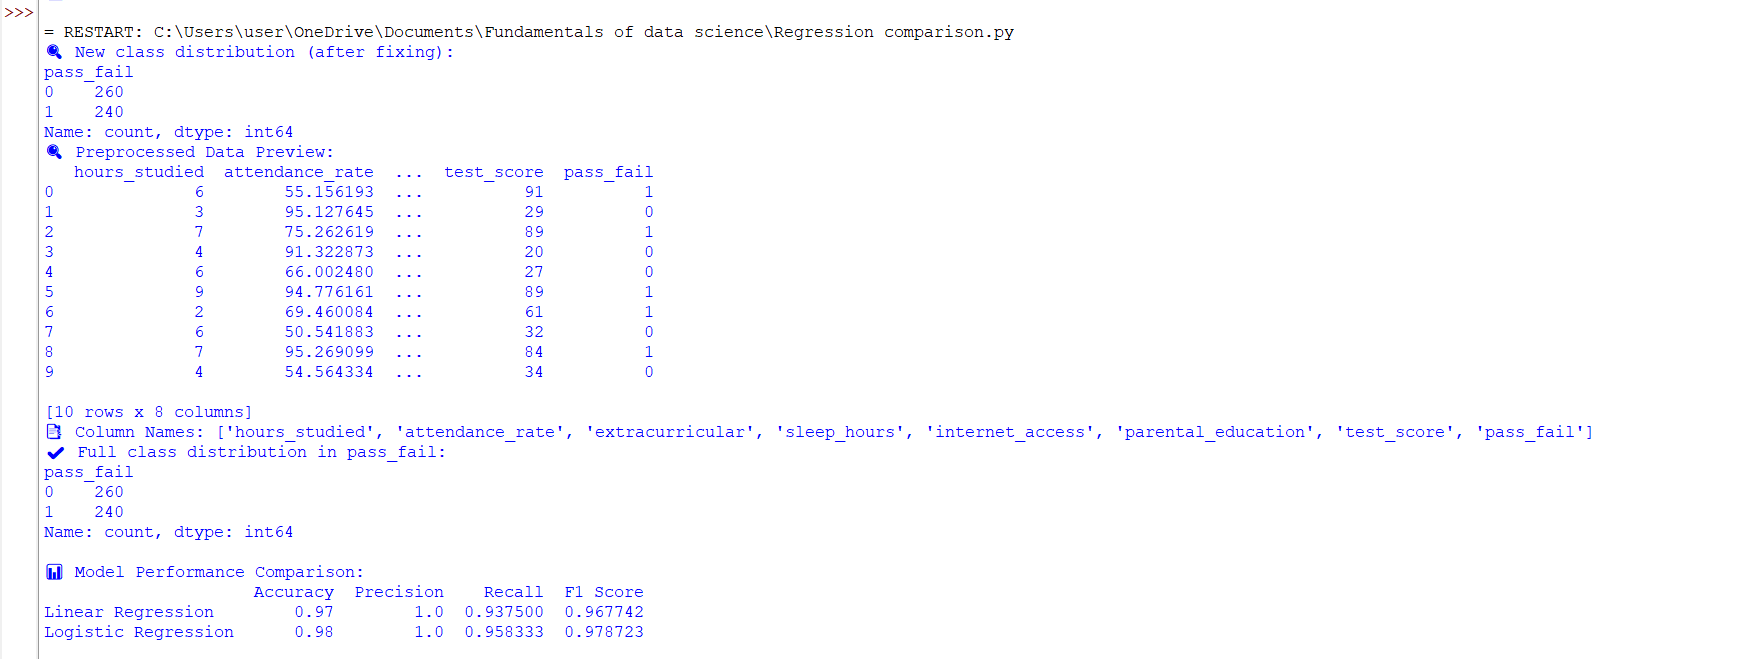 >>>
= RESTART: C:\Users\user\OneDrive\Documents\Fundamentals of data science\Regression comparison.py
🔍 New class distribution (after fixing):
pass_fail
0    260
1    240
Name: count, dtype: int64
🔍 Preprocessed Data Preview:
   hours_studied  attendance_rate  ...  test_score  pass_fail
0              6        55.156193  ...          91          1
1              3        95.127645  ...          29          0
2              7        75.262619  ...          89          1
3              4        91.322873  ...          20          0
4              6        66.002480  ...          27          0
5              9        94.776161  ...          89          1
6              2        69.460084  ...          61          1
7              6        50.541883  ...          32          0
8              7        95.269099  ...          84          1
9              4        54.564334  ...          34          0
[10 rows x 8 columns]
📑 Column Names: ['hours_studied', 'attendance_rate', 'extracurricular', 'sleep_hours', 'internet_access', 'parental_education', 'test_score', 'pass_fail']
✔ Full class distribution in pass_fail:
pass_fail
0    260
1    240
Name: count, dtype: int64
📊 Model Performance Comparison:
                     Accuracy  Precision    Recall  F1 Score
Linear Regression        0.97        1.0  0.937500  0.967742
Logistic Regression      0.98        1.0  0.958333  0.978723